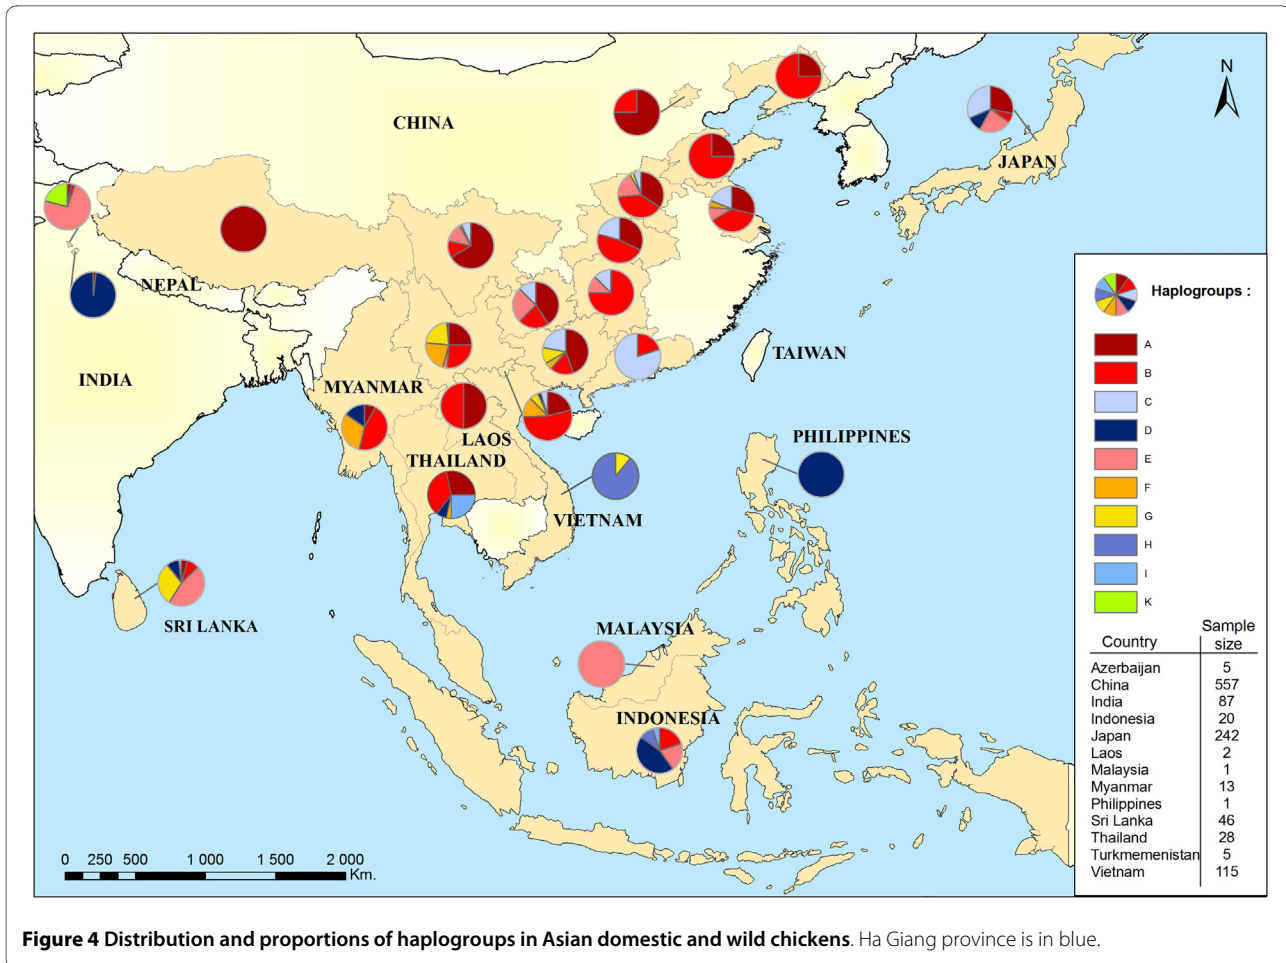 N
CHINA
JAPAN
NEPAL
INDIA
TAIWAN
MYANMAR
LAOS
THAILAND
PHILIPPINES
VIETNAM
SRI LANKA
MALAYSIA
INDONESIA
0 250 500 1 000 1 500 2 000
Km.
Haplogroups :
A
B
C
D
E
F
G
H
I
K
Country Sample size
Azerbaijan 5
China 557
India 87
Indonesia 20
Japan 242
Laos 2
Malaysia 1
Myanmar 13
Philippines 1
Sri Lanka 46
Thailand 28
Turkmemenistan 5
Vietnam 115
Figure 4 Distribution and proportions of haplogroups in Asian domestic and wild chickens. Ha Giang province is in blue.